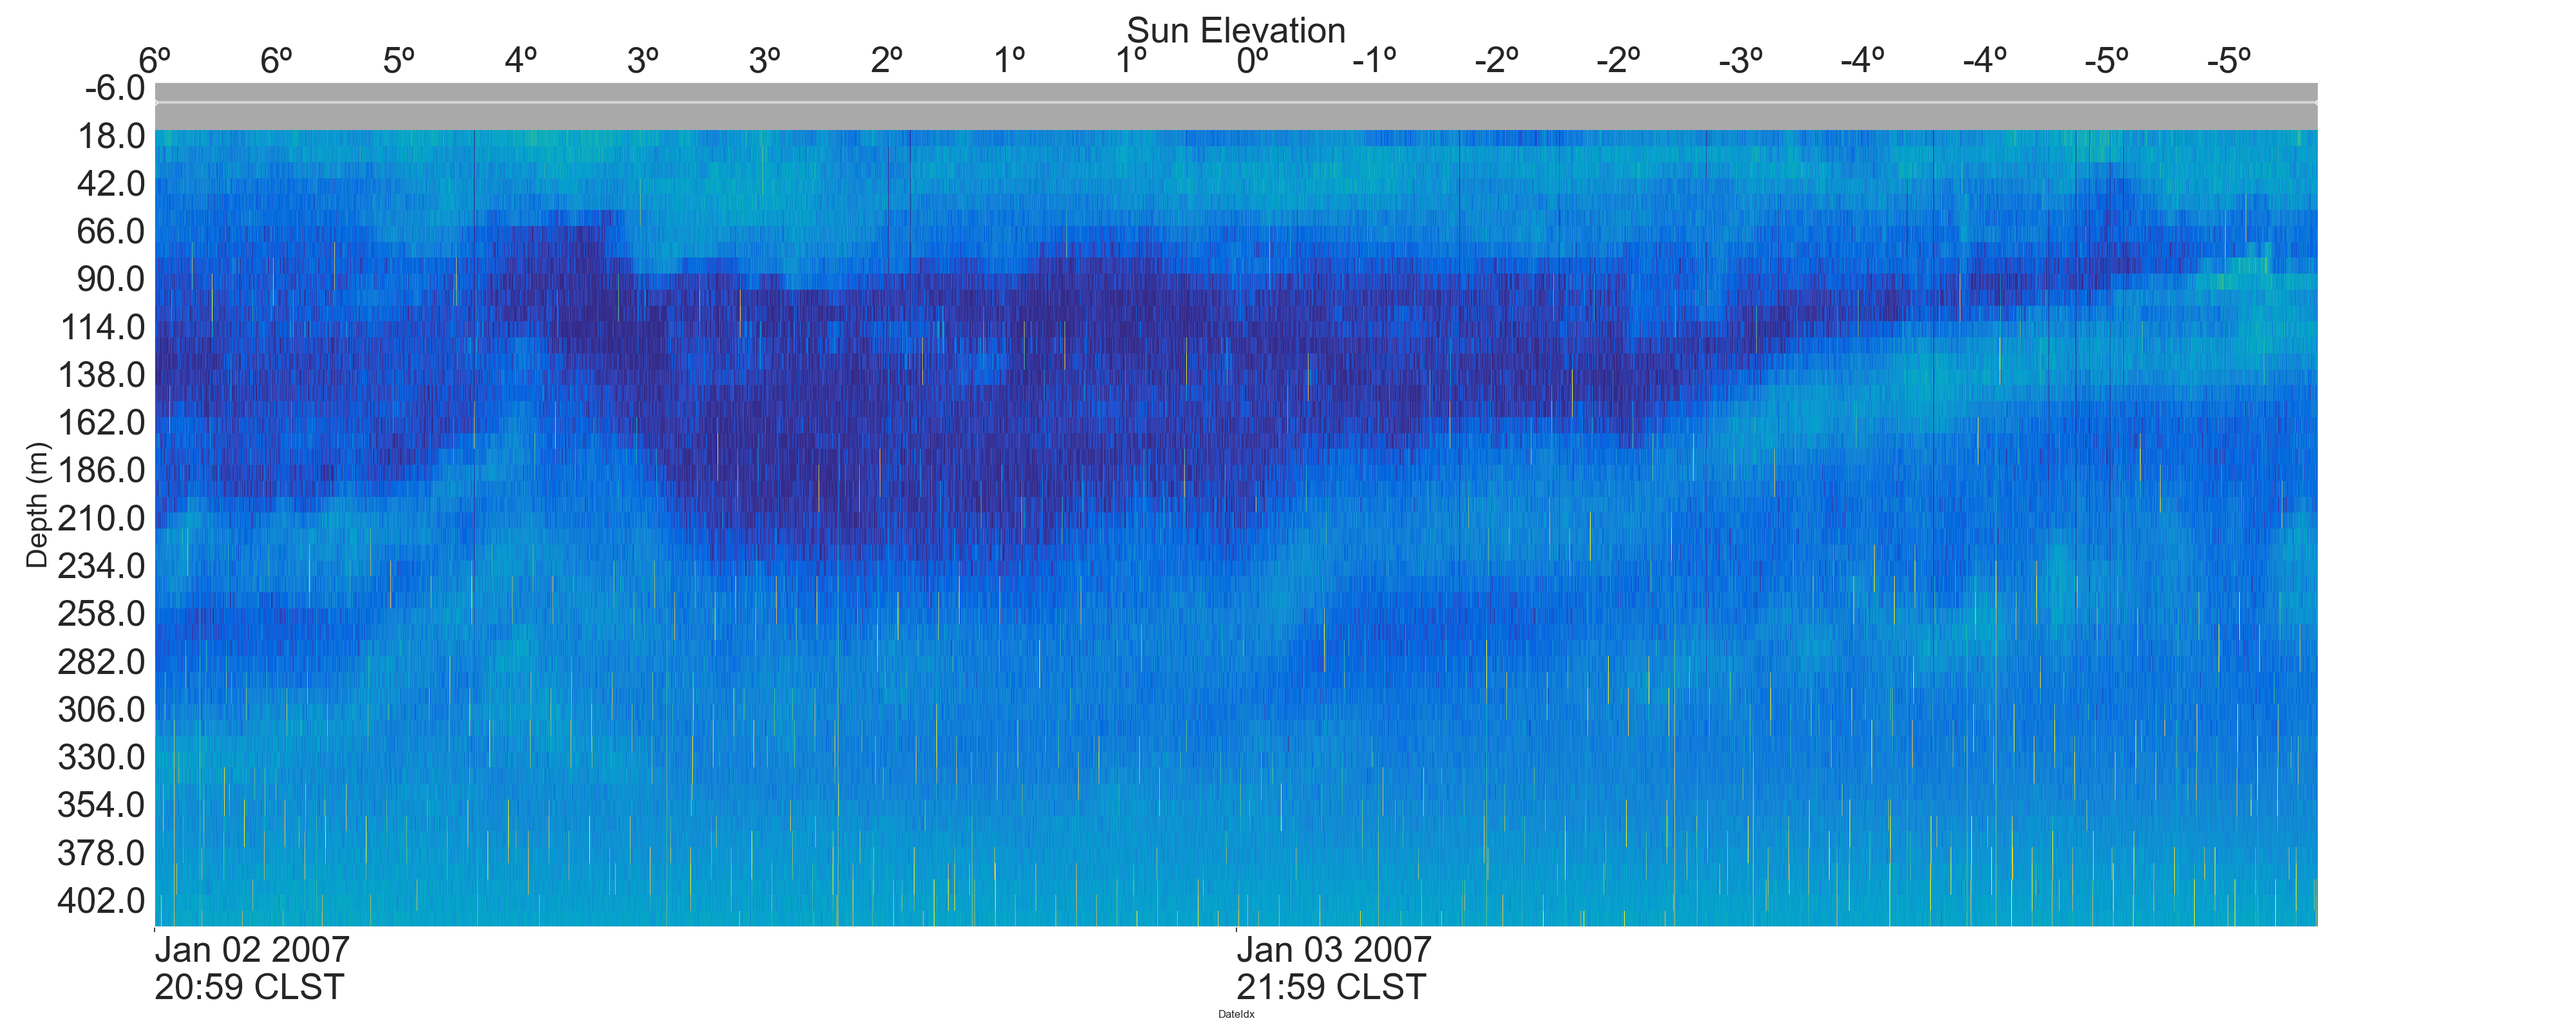 Sun Elevation
6º 6º 5º 4º 3º 3º 2º 1º 1º 0º -1º -2º -2º -3º -4º -4º -5º -5º
-6.0
18.0
42.0
66.0
90.0
114.0
138.0
162.0
186.0
210.0
234.0
258.0
282.0
306.0
330.0
354.0
378.0
402.0
Depth (m)
Jan 02 2007
20:59 CLST
Jan 03 2007
21:59 CLST
DateIdx